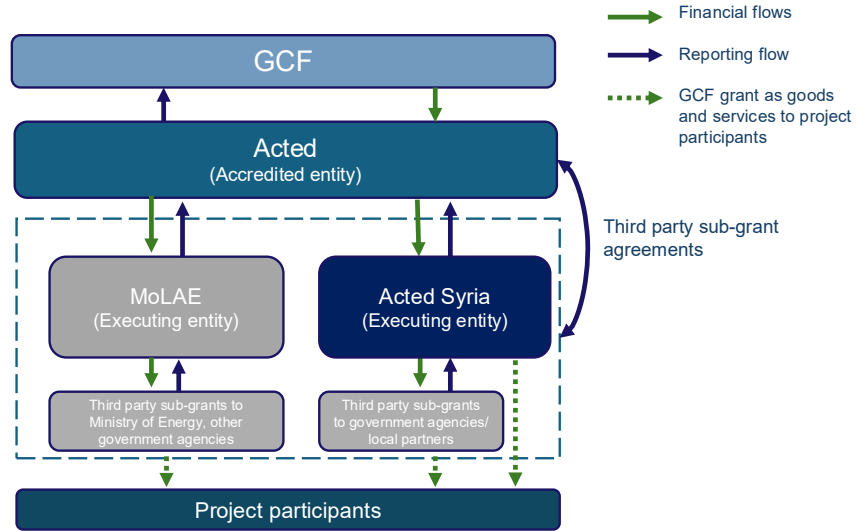 Financial flows
Reporting flow
GCF grant as goods
and services to project
participants
GCF
Acted
(Accredited entity)
Third party sub-grant
agreements
MoLAE
(Executing entity)
Acted Syria
(Executing entity)
Third party sub-grants to
Ministry of Energy, other
government agencies
Third party sub-grants
to government agencies/
local partners
Project participants